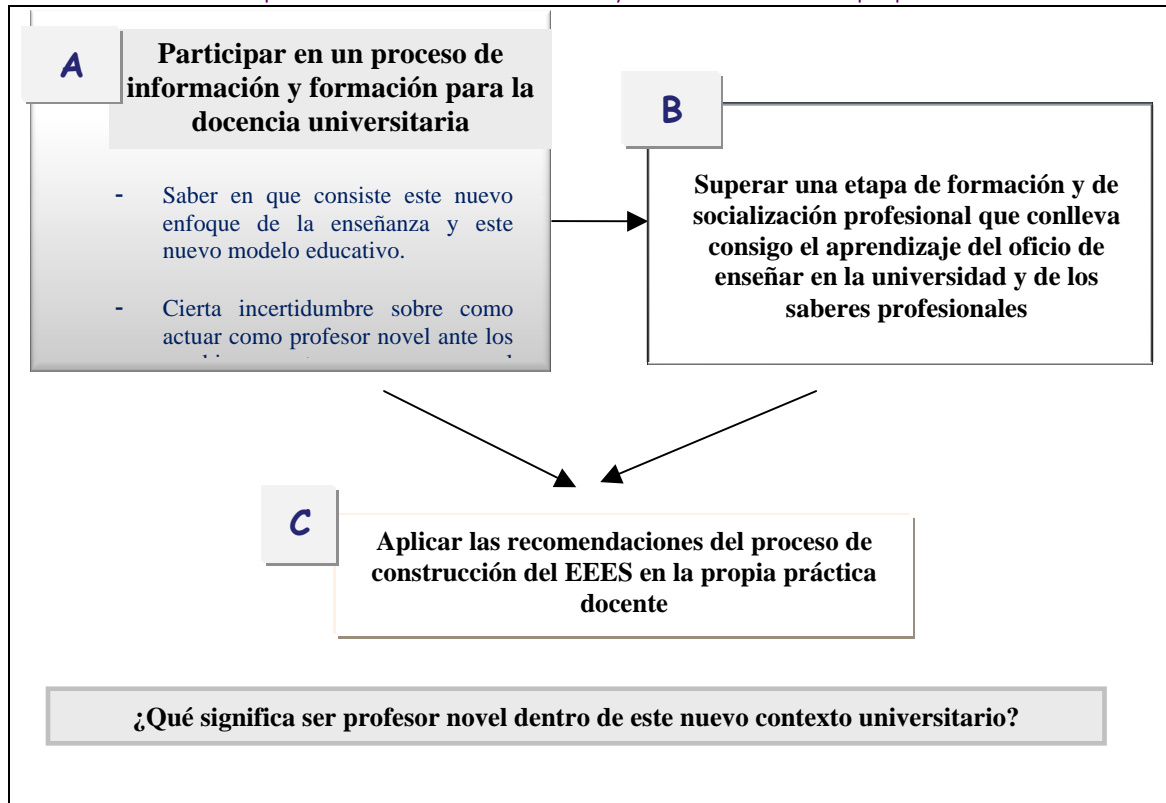 A
Participar en un proceso de
información y formación para la
docencia universitaria
- Saber en que consiste este nuevo
enfoque de la enseñanza y este
nuevo modelo educativo.
- Cierta incertidumbre sobre como
actuar como profesor novel ante los
B
Superar una etapa de formación y de
socialización profesional que conlleva
consigo el aprendizaje del oficio de
enseñar en la universidad y de los
saberes profesionales
C
Aplicar las recomendaciones del proceso de
construcción del EEES en la propia práctica
docente
¿Qué significa ser profesor novel dentro de este nuevo contexto universitario?